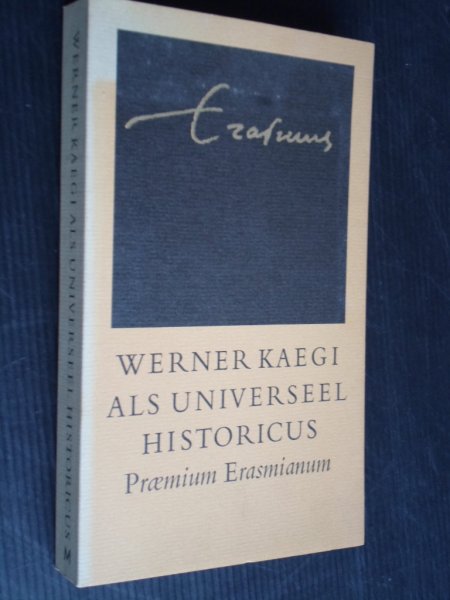 Erasmus
WERNER KAEGI
ALS UNIVERSEEL
HISTORICUS
Præmium Erasmianum
WERNER KAEGI ALS UNIVERSEEL HISTORICUS M